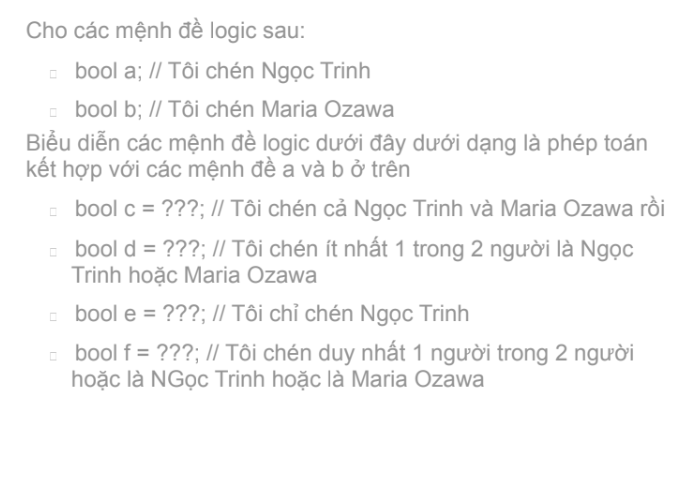 Cho các mệnh đề logic sau:
bool a; // Tôi chén Ngọc Trinh
bool b; // Tôi chén Maria Ozawa
Biểu diễn các mệnh đề logic dưới đây dưới dạng là phép toán
kết hợp với các mệnh đề a và b ở trên
bool c = ???; // Tôi chén cả Ngọc Trinh và Maria Ozawa rồi
bool d = ???; // Tôi chén ít nhất 1 trong 2 người là Ngọc
Trinh hoặc Maria Ozawa
bool e = ???; // Tôi chỉ chén Ngọc Trinh
bool f = ???; // Tôi chén duy nhất 1 người trong 2 người
hoặc là NGọc Trinh hoặc là Maria Ozawa